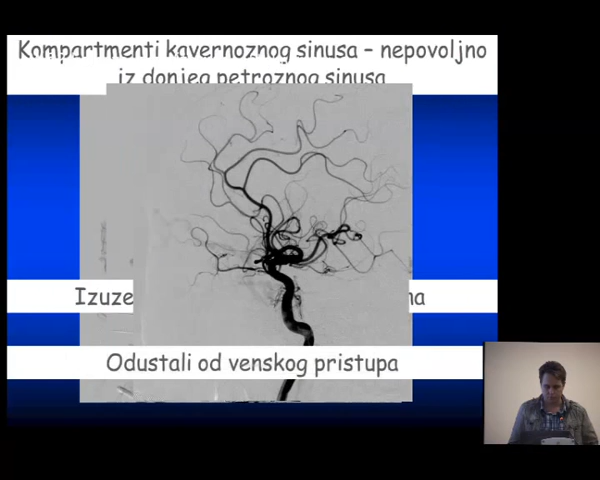 Kompartmenti kavernoznog sinusa – nepovoljno
iz donjeg petroznog sinusa
Odustali od venskog pristupa